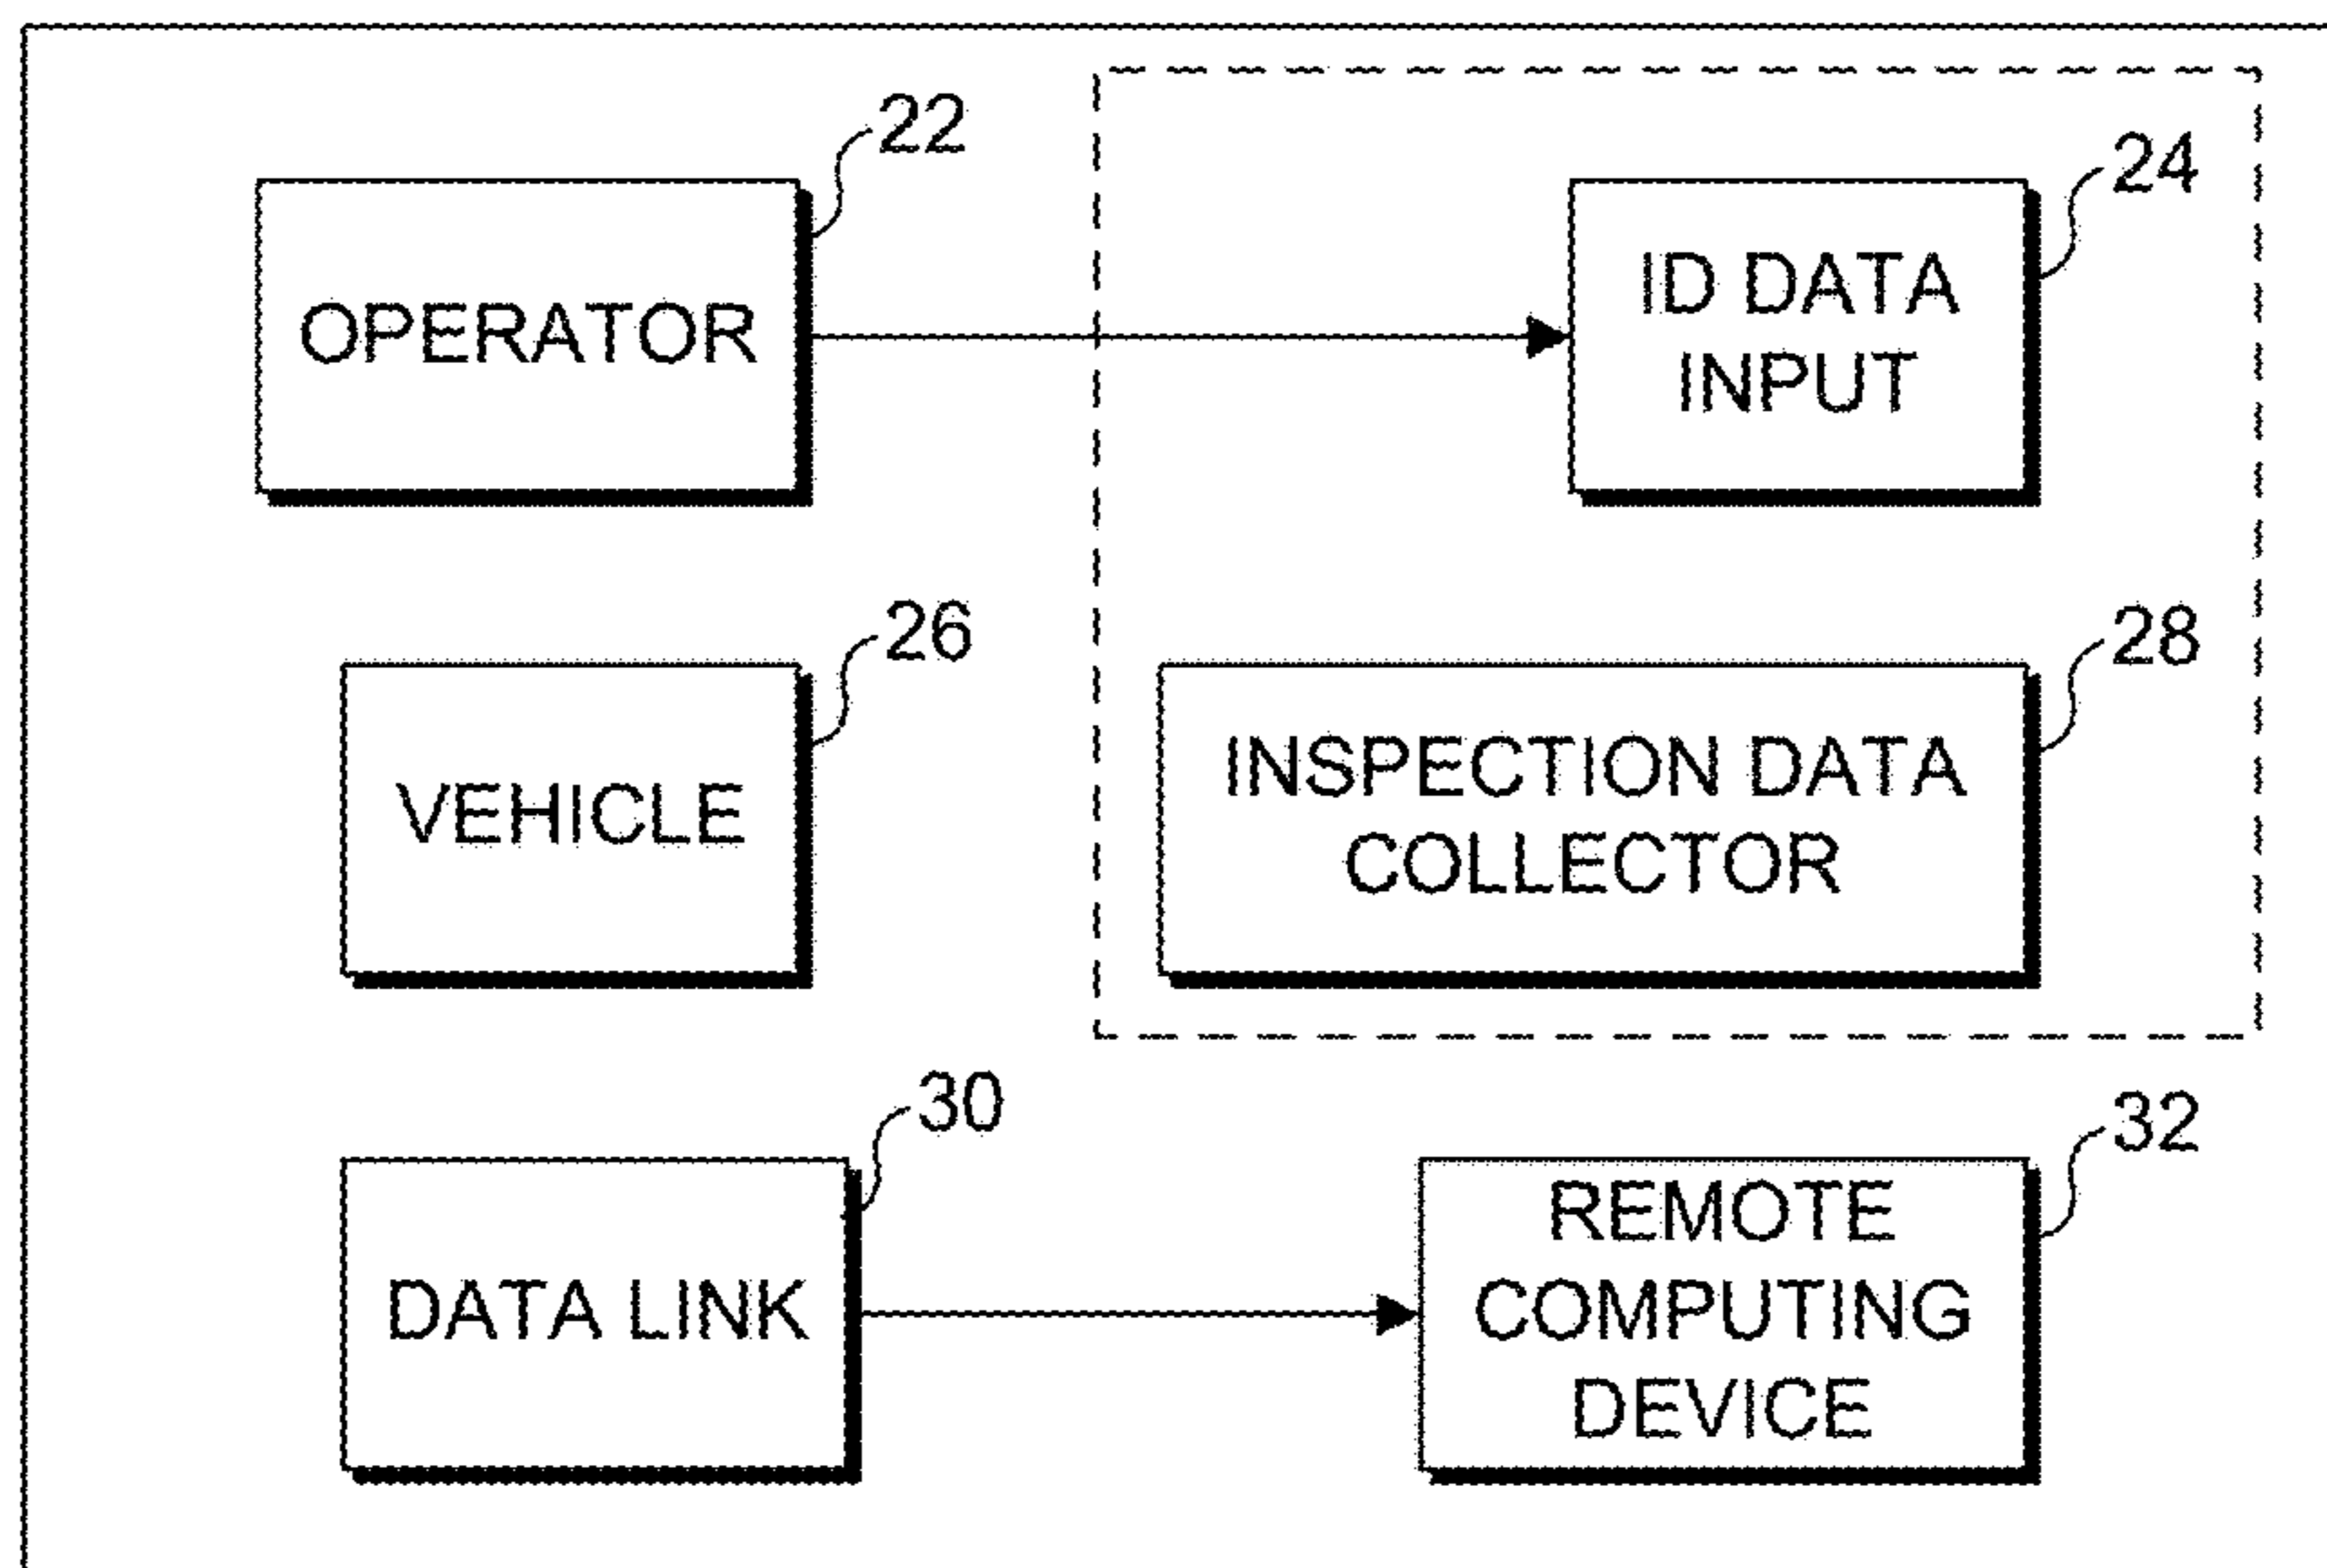 22
24
OPERATOR
ID DATA
INPUT
26
28
VEHICLE
INSPECTION DATA
COLLECTOR
30
32
DATA LINK
REMOTE
COMPUTING
DEVICE